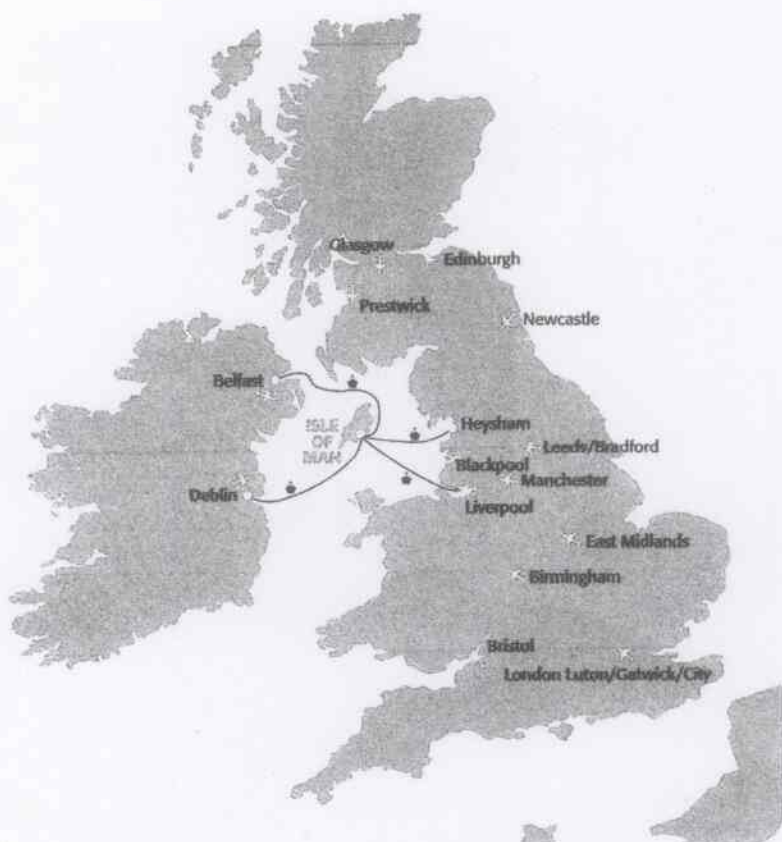 Glasgow
Edinburgh
Prestwick
Newcastle
Belfast
ISLE
OF
MAN
Heysham
Leeds/Bradford
Blackpool
Manchester
Deblin
Liverpool
East Midlands
Birmingham
Bristol
London Luton/Gatwick/City